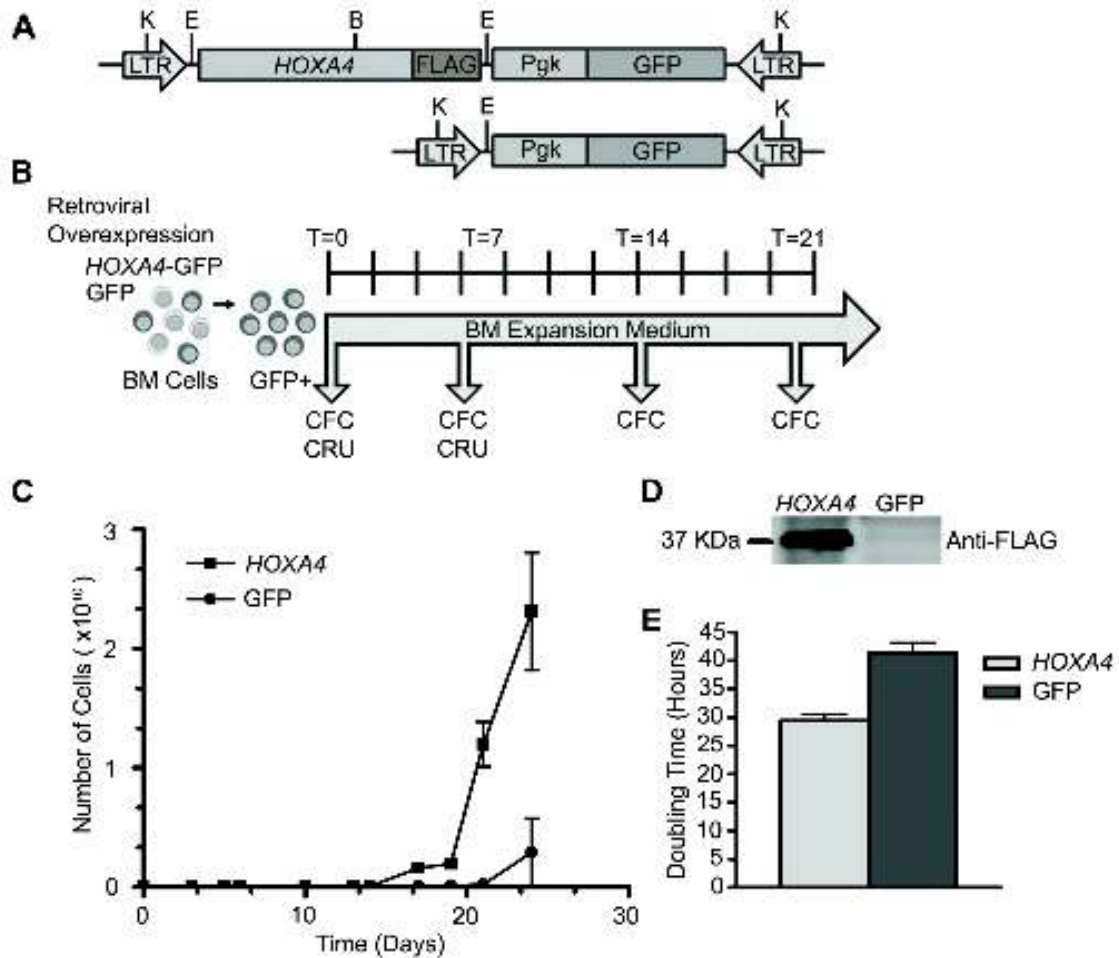 A
K E B E K
LTR HOXA4 FLAG Pgk GFP LTR
K E K
LTR Pgk GFP LTR
B
Retroviral
Overexpression
HOXA4-GFP
GFP
BM Cells
GFP+
T=0 T=7 T=14 T=21
BM Expansion Medium
CFC CFC CFC CFC
CRU CRU
C
Number of Cells (x10
3
2
1
0
HOXA4
GFP
0 10 20 30
Time (Days)
D
HOXA4 GFP
37 KDa
Anti-FLAG
E
Doubling Time (Hours)
45
40
35
30
25
20
15
10
5
0
HOXA4
GFP